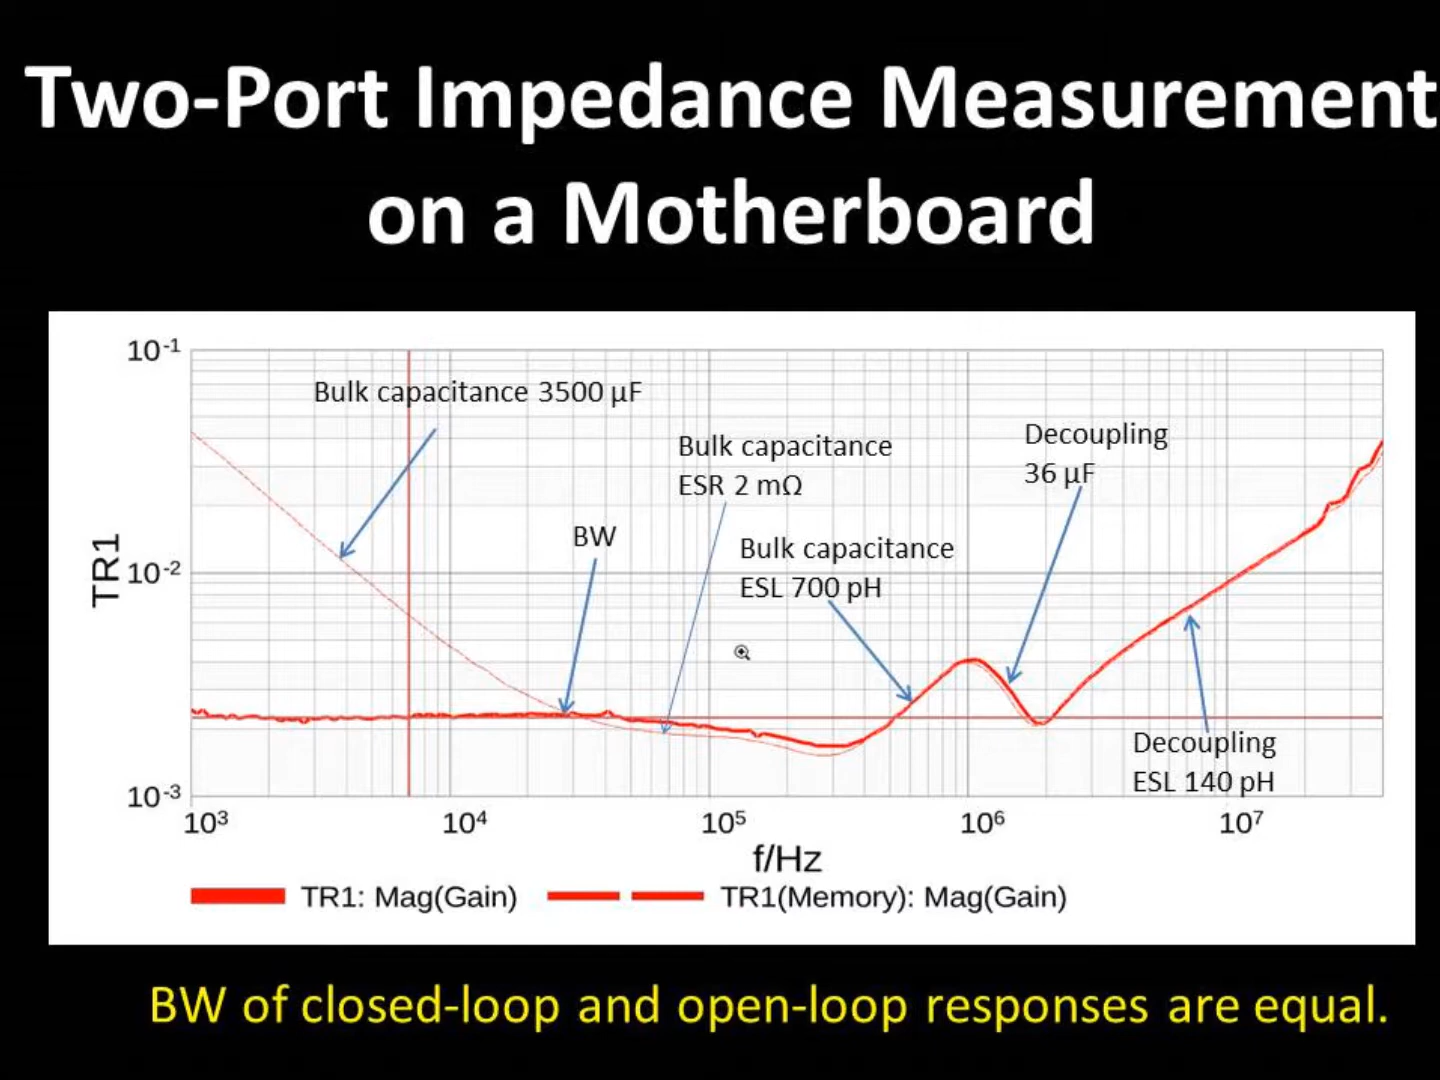 Two-Port Impedance Measurement
on a Motherboard
10-1
Bulk capacitance 3500 µF
Bulk capacitance
ESR 2 mΩ
Decoupling
36 µF
BW
Bulk capacitance
ESL 700 pH
TR1
10-2
Decoupling
ESL 140 pH
10-3
103 104 105 106 107
f/Hz
TR1: Mag(Gain) TR1(Memory): Mag(Gain)
BW of closed-loop and open-loop responses are equal.